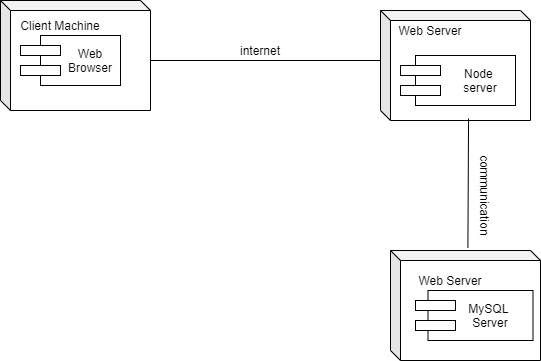 Client Machine
Web
Browser
internet
Web Server
Node
server
communication
Web Server
MySQL
Server